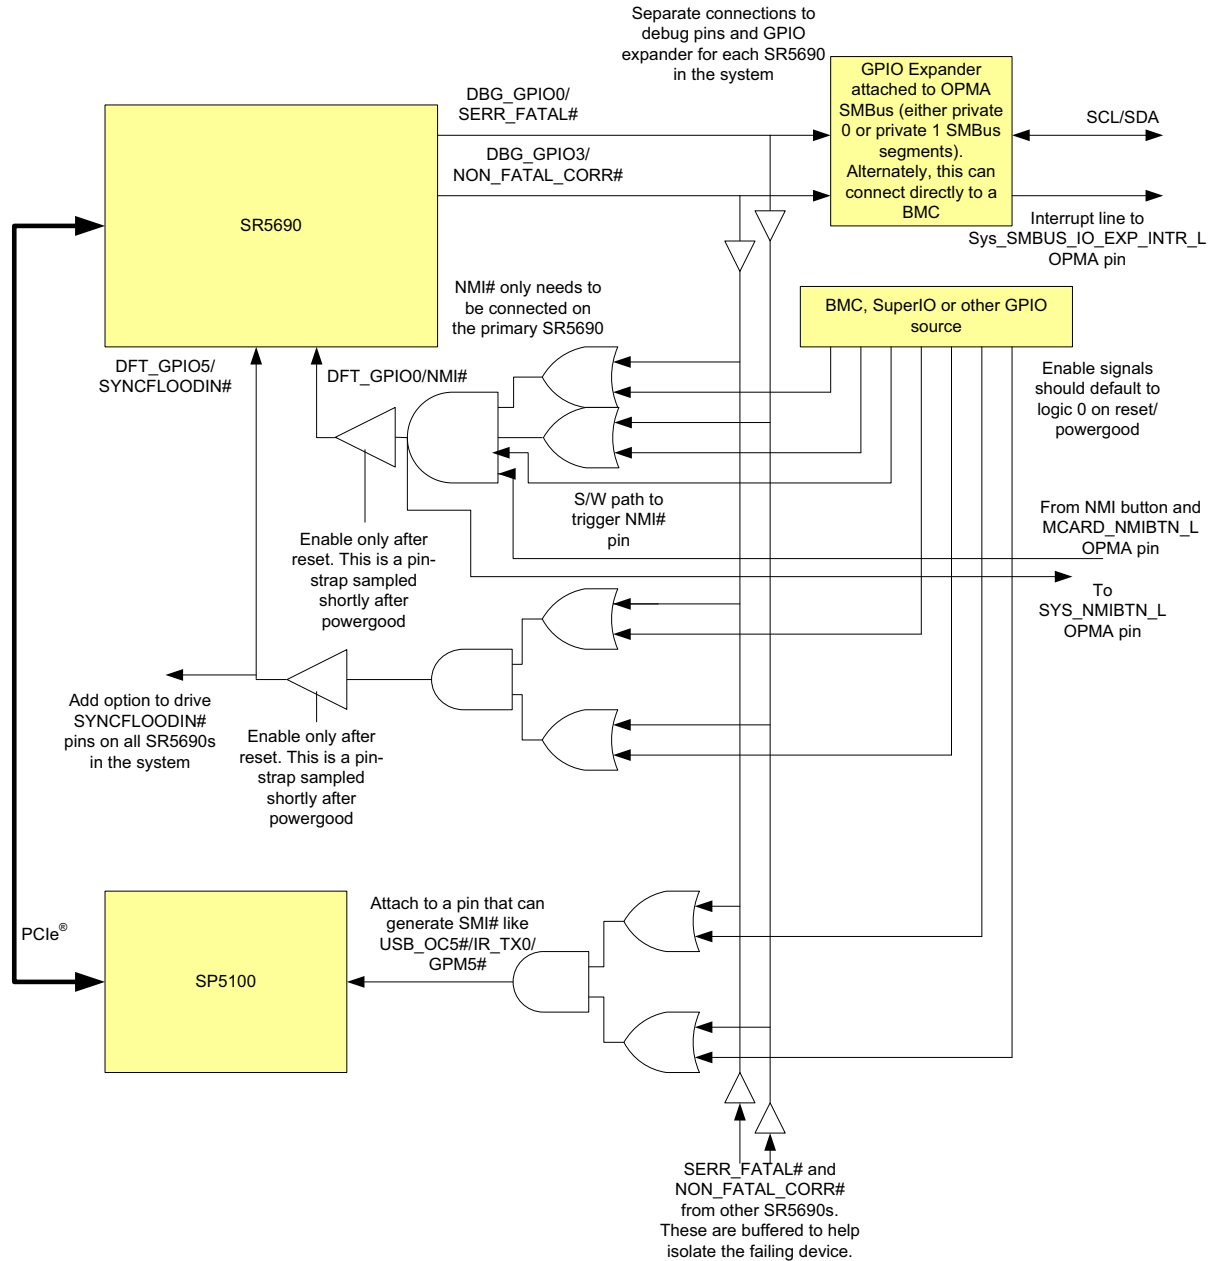 Separate connections to
debug pins and GPIO
expander for each SR5690
in the system
GPIO Expander
attached to OPMA
SMBus (either private
0 or private 1 SMBus
segments).
Alternately, this can
connect directly to a
BMC
DBG_GPIO0/
SERR_FATAL#
SCL/SDA
DBG_GPIO3/
NON_FATAL_CORR#
SR5690
Interrupt line to
Sys_SMBUS_IO_EXP_INTR_L
OPMA pin
NMI# only needs to
be connected on
the primary SR5690
BMC, SuperIO or other GPIO
source
DFT_GPIO5/
SYNCFLOODIN#
DFT_GPIO0/NMI#
Enable signals
should default to
logic 0 on reset/
powergood
S/W path to
trigger NMI#
pin
From NMI button and
MCARD_NMIBTN_L
OPMA pin
Enable only after
reset. This is a pin-
strap sampled
shortly after
powergood
To
SYS_NMIBTN_L
OPMA pin
Add option to drive
SYNCFLOODIN#
pins on all SR5690s
in the system
Enable only after
reset. This is a pin-
strap sampled
shortly after
powergood
PCIe®
SP5100
Attach to a pin that can
generate SMI# like
USB_OC5#/IR_TX0/
GPM5#
SERR_FATAL# and
NON_FATAL_CORR#
from other SR5690s.
These are buffered to help
isolate the failing device.